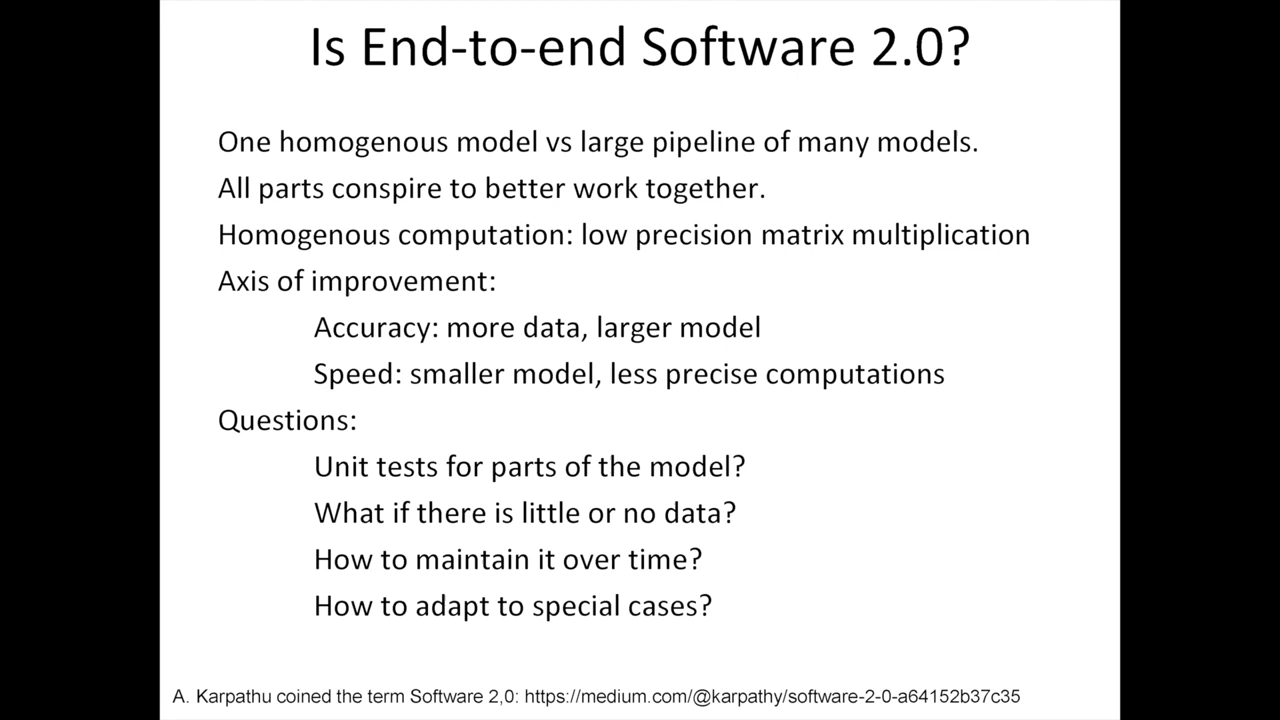 Is End-to-end Software 2.0?
One homogenous model vs large pipeline of many models.
All parts conspire to better work together.
Homogenous computation: low precision matrix multiplication
Axis of improvement:
Accuracy: more data, larger model
Speed: smaller model, less precise computations
Questions:
Unit tests for parts of the model?
What if there is little or no data?
How to maintain it over time?
How to adapt to special cases?
A. Karpathu coined the term Software 2,0: https://medium.com/@karpathy/software-2-0-a64152b37c35